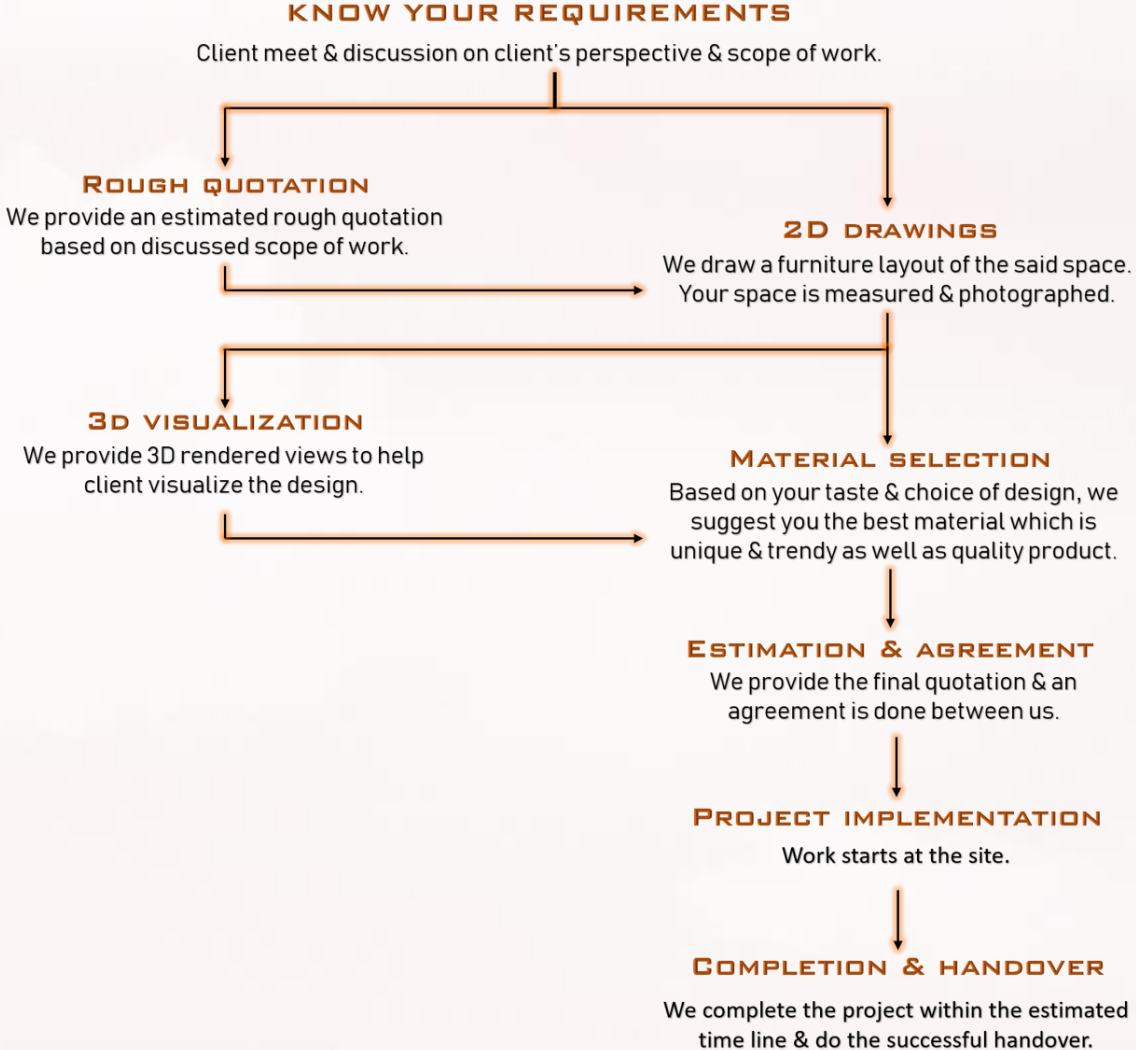 KNOW YOUR REQUIREMENTS
Client meet & discussion on client's perspective & scope of work.
ROUGH QUOTATION
We provide an estimated rough quotation
based on discussed scope of work.
2D DRAWINGS
We draw a furniture layout of the said space.
Your space is measured & photographed.
3D VISUALIZATION
We provide 3D rendered views to help
client visualize the design.
MATERIAL SELECTION
Based on your taste & choice of design, we
suggest you the best material which is
unique & trendy as well as quality product.
ESTIMATION & AGREEMENT
We provide the final quotation & an
agreement is done between us.
PROJECT IMPLEMENTATION
Work starts at the site.
COMPLETION & HANDOVER
We complete the project within the estimated
time line & do the successful handover.